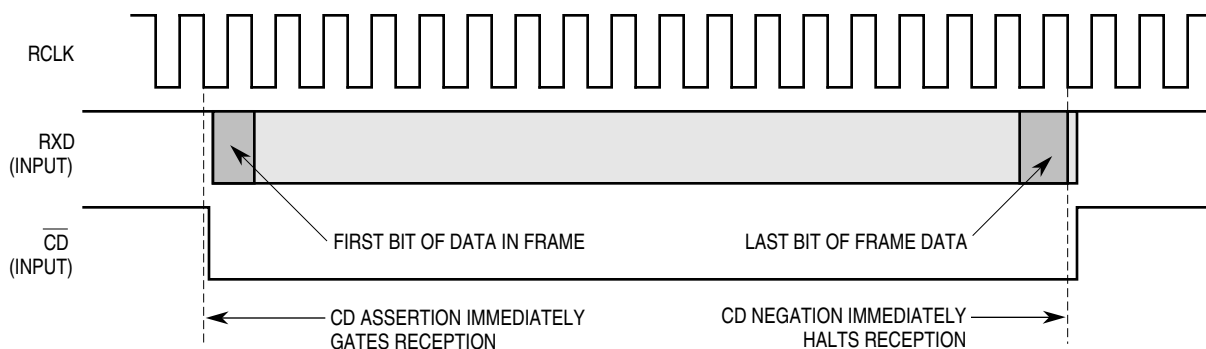 RCLK
RXD
(INPUT)
CD
(INPUT)
FIRST BIT OF DATA IN FRAME
LAST BIT OF FRAME DATA
CD ASSERTION IMMEDIATELY
GATES RECEPTION
CD NEGATION IMMEDIATELY
HALTS RECEPTION